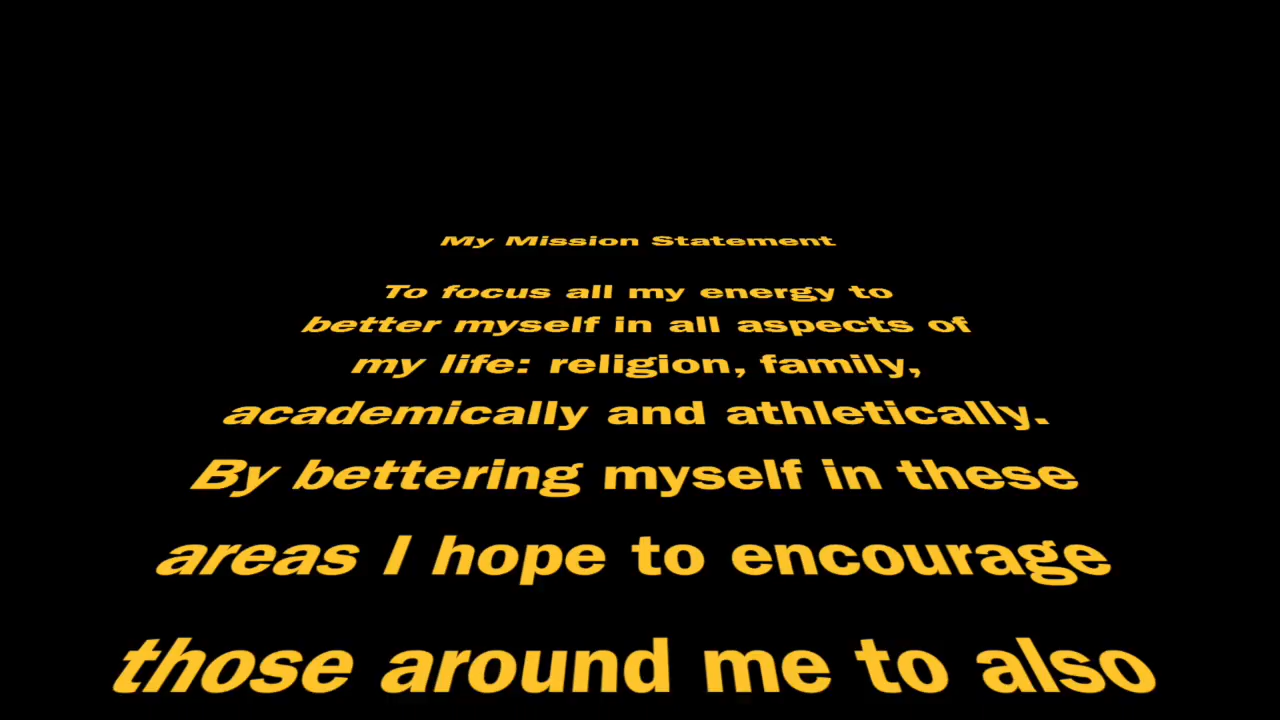 My Mission Statement
To focus all my energy to
better myself in all aspects of
my life: religion, family,
academically and athletically.
By bettering myself in these
areas I hope to encourage
those around me to also